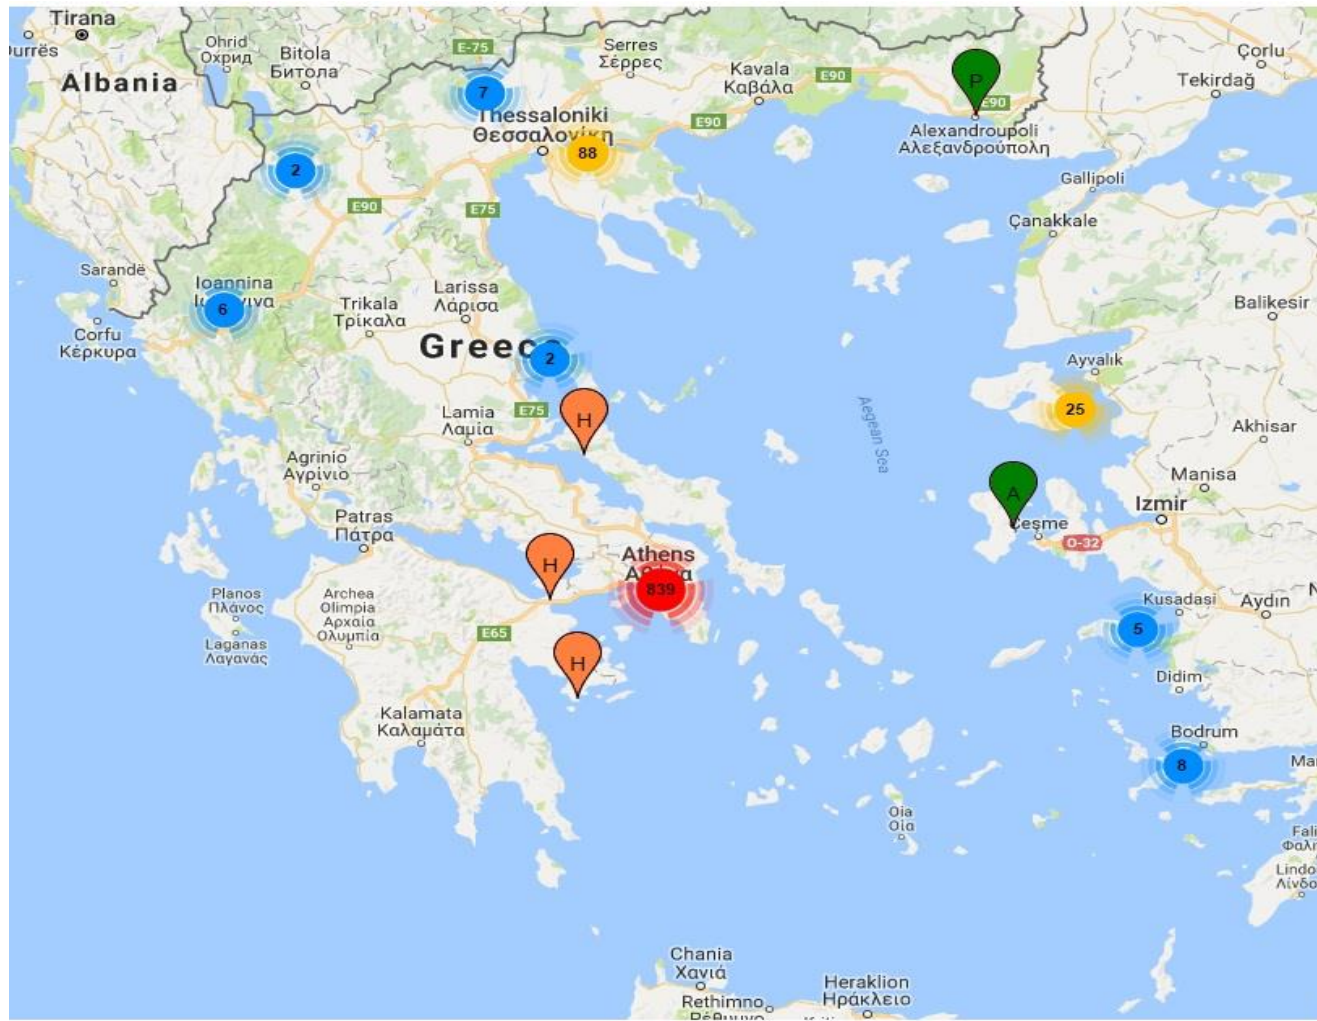 Tirana
Durrës
Albania
Ohrid
Охрид
Bitola
Битола
E-75
7
Serres
Σέρρες
Kavala
Καβάλα
E90
P
E90
Çorlu
Tekirdağ
Thessaloniki
Θεσσαλονίκη
88
E90
Alexandroupoli
Αλεξανδρούπολη
2
E90
E75
Gallipoli
Çanakkale
Sarandë
Ioannina
6
Corfu
Κέρκυρα
Trikala
Τρίκαλα
Larissa
Λάρισα
Greece
2
Balikesir
Ayvalık
25
E75
H
Lamia
Λαμία
Aegean Sea
Akhisar
Agrinio
Αγρίνιο
Manisa
A
Izmir
Çeşme
O-32
Patras
Πάτρα
H
Athens
839
Planos
Πλάνος
Laganas
Λαγανάς
Archea
Olimpia
Αρχαία
Ολυμπία
E65
H
Kusadasi
Aydın
5
Didim
Kalamata
Καλαμάτα
Bodrum
8
Oia
Οία
Chania
Χανιά
Rethimno
Heraklion
Ηράκλειο